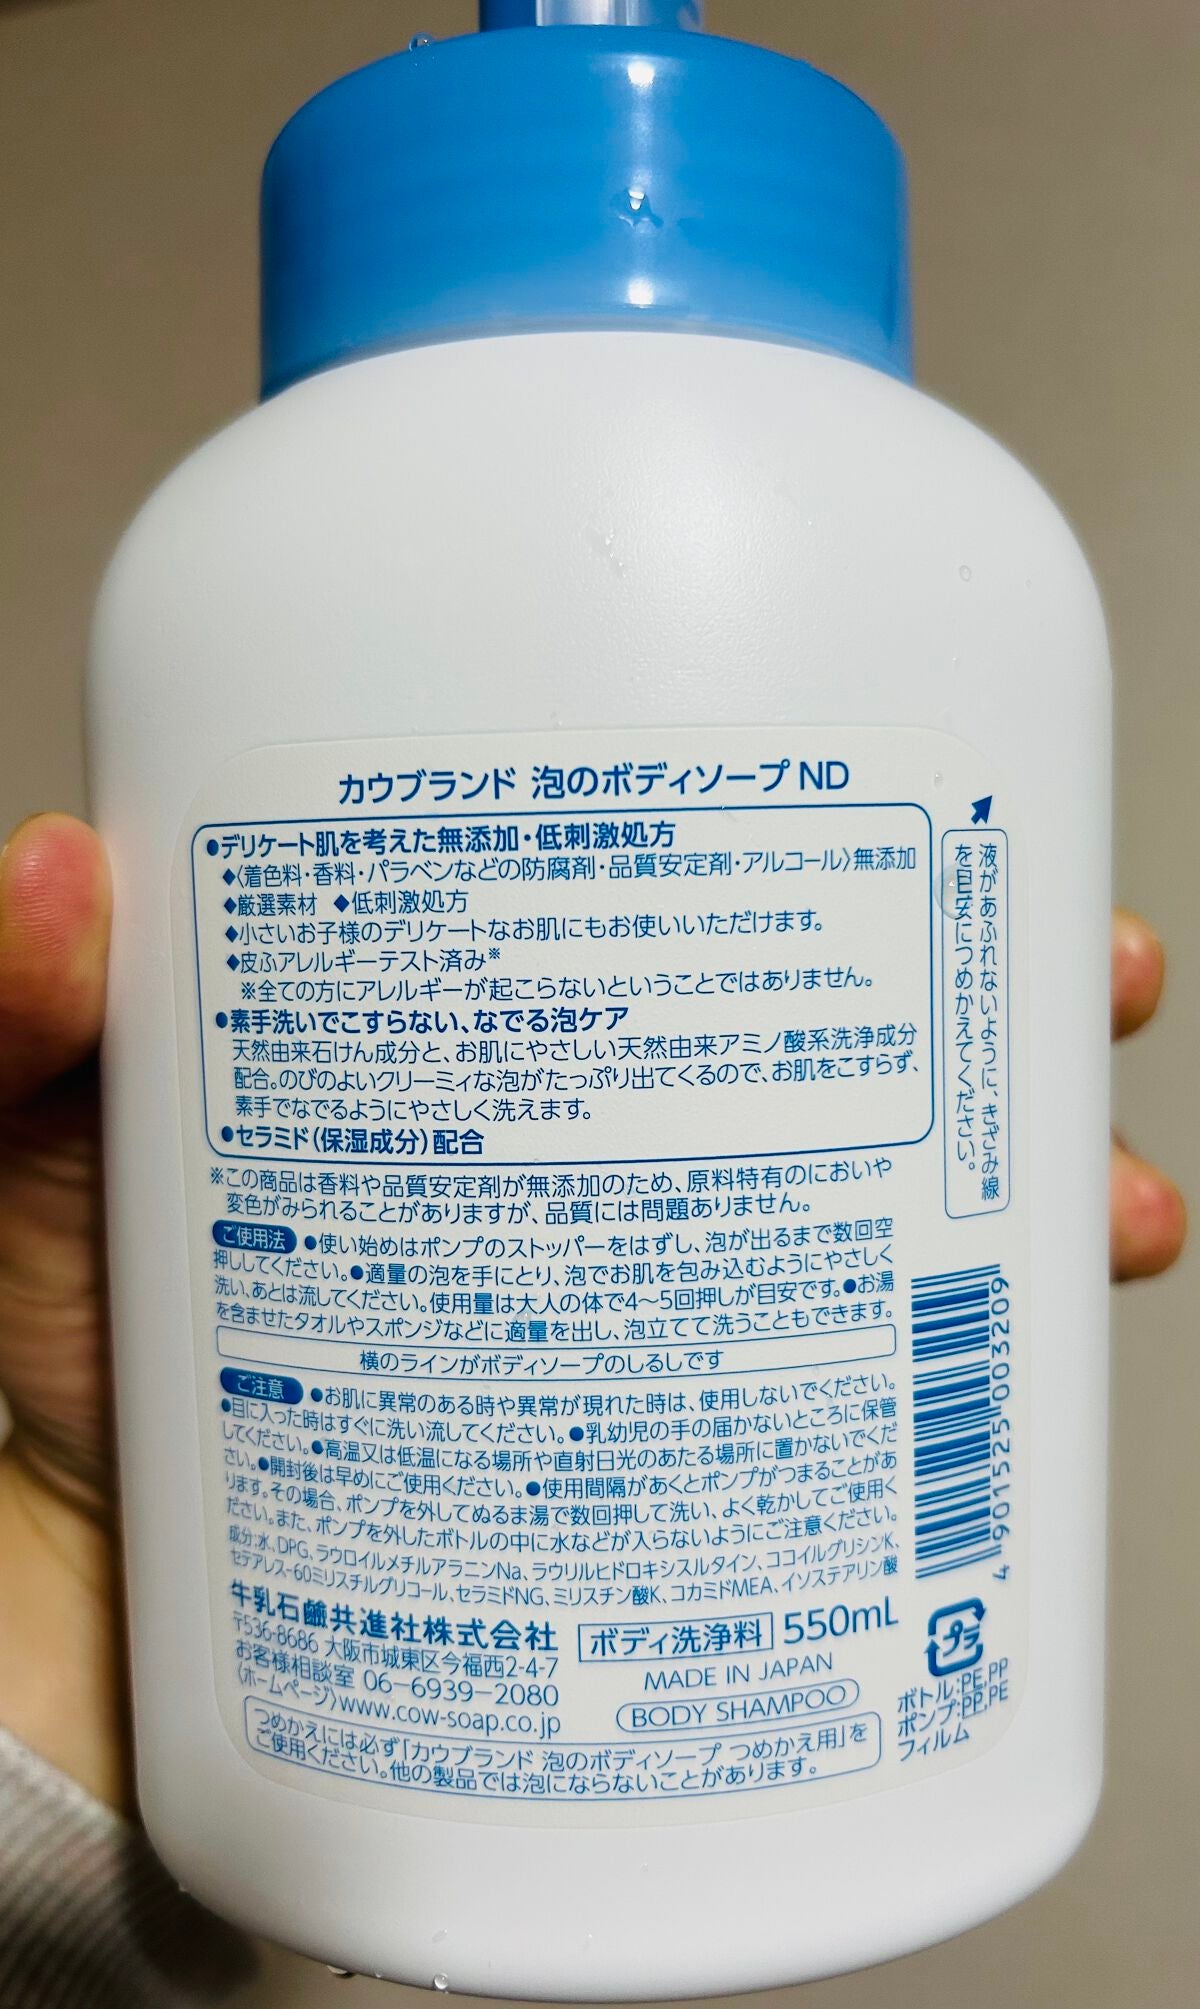 カウブランド 泡のボディソープ ND
●デリケート肌を考えた無添加・低刺激処方
◆〈着色料・香料・パラベンなどの防腐剤・品質安定剤・アルコール〉無添加
◆厳選素材 ◆低刺激処方
◆小さいお子様のデリケートなお肌にもお使いいただけます。
◆皮ふアレルギーテスト済み※
※全ての方にアレルギーが起こらないということではありません。
●素手洗いでこすらない、なでる泡ケア
天然由来石けん成分と、お肌にやさしい天然由来アミノ酸系洗浄成分
配合。のびのよいクリーミィな泡がたっぷり出てくるので、お肌をこすらず、
素手でなでるようにやさしく洗えます。
●セラミド(保湿成分)配合
※この商品は香料や品質安定剤が無添加のため、原料特有のにおいや
変色がみられることがありますが、品質には問題ありません。
ご使用法 ●使い始めはポンプのストッパーをはずし、泡が出るまで数回空
押ししてください。●適量の泡を手にとり、泡でお肌を包み込むようにやさしく
洗い、あとは流してください。使用量は大人の体で4〜5回押しが目安です。●お湯
を含ませたタオルやスポンジなどに適量を出し、泡立てて洗うこともできます。
横のラインがボディソープのしるしです
ご注意 ●お肌に異常のある時や異常が現れた時は、使用しないでください。
●目に入った時はすぐに洗い流してください。●乳幼児の手の届かないところに保管
してください。●高温又は低温になる場所や直射日光のあたる場所に置かないでくだ
さい。●開封後は早めにご使用ください。●使用間隔があくとポンプがつまることがあ
ります。その場合、ポンプを外してぬるま湯で数回押して洗い、よく乾かしてご使用く
ださい。また、ポンプを外したボトルの中に水などが入らないようにご注意ください。
成分:水、DPG、ラウロイルメチルアラニンNa、ラウリルヒドロキシスルタイン、ココイルグリシンK、
セテアレス-60ミリスチルグリコール、セラミドNG、ミリスチン酸K、コカミドMEA、イソステアリン酸
牛乳石鹼共進社株式会社
〒536-8686 大阪市城東区今福西2-4-7
お客様相談室 06-6939-2080
〈ホームページ〉www.cow-soap.co.jp
ボディ洗浄料 550mL
MADE IN JAPAN
BODY SHAMPOO
つめかえには必ず「カウブランド 泡のボディソープ つめかえ用」を
ご使用ください。他の製品では泡にならないことがあります。
液があふれないように、きざみ線
を目安につめかえてください。
4 901525 003209
プラ
ボトル:PE,PP
ポンプ:PP,PE
フィルム